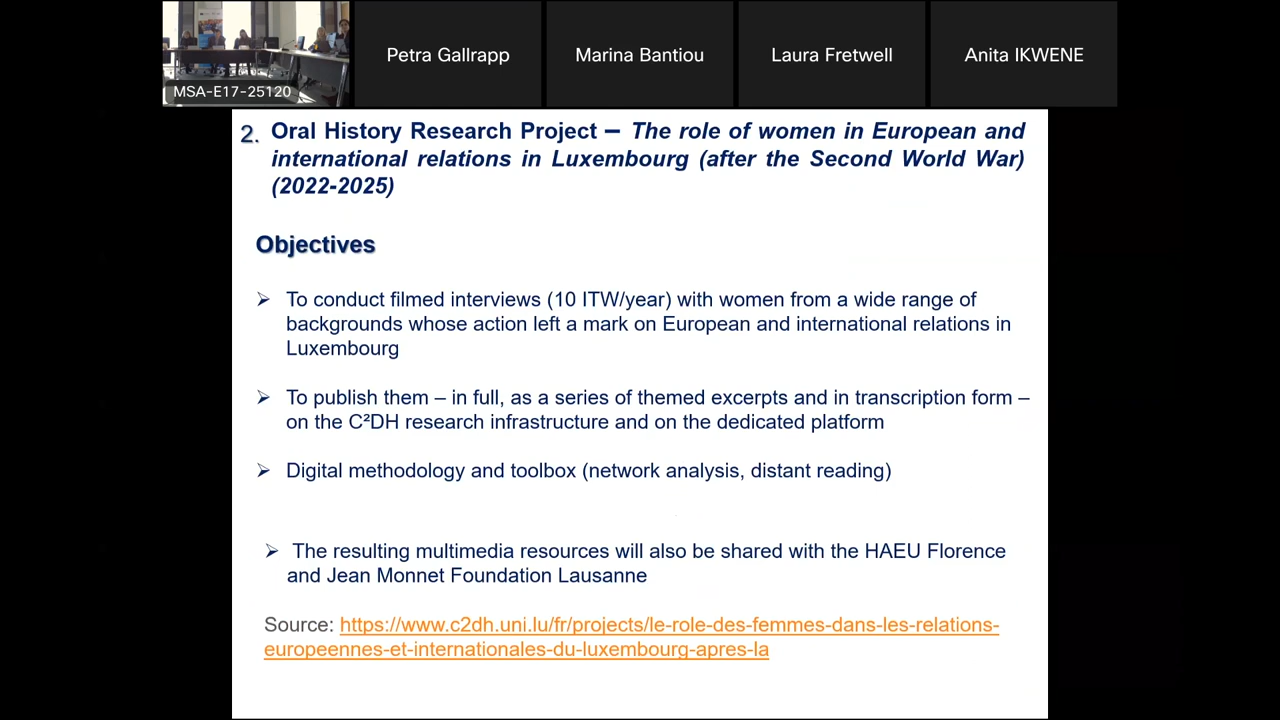 MSA-E17-25120
Petra Gallrapp
Marina Bantiou
Laura Fretwell
Anita IKWENE
2. Oral History Research Project – The role of women in European and
international relations in Luxembourg (after the Second World War)
(2022-2025)
Objectives
➢ To conduct filmed interviews (10 ITW/year) with women from a wide range of
backgrounds whose action left a mark on European and international relations in
Luxembourg
➢ To publish them – in full, as a series of themed excerpts and in transcription form –
on the C²DH research infrastructure and on the dedicated platform
➢ Digital methodology and toolbox (network analysis, distant reading)
➢ The resulting multimedia resources will also be shared with the HAEU Florence
and Jean Monnet Foundation Lausanne
Source: https://www.c2dh.uni.lu/fr/projects/le-role-des-femmes-dans-les-relations-
europeennes-et-internationales-du-luxembourg-apres-la